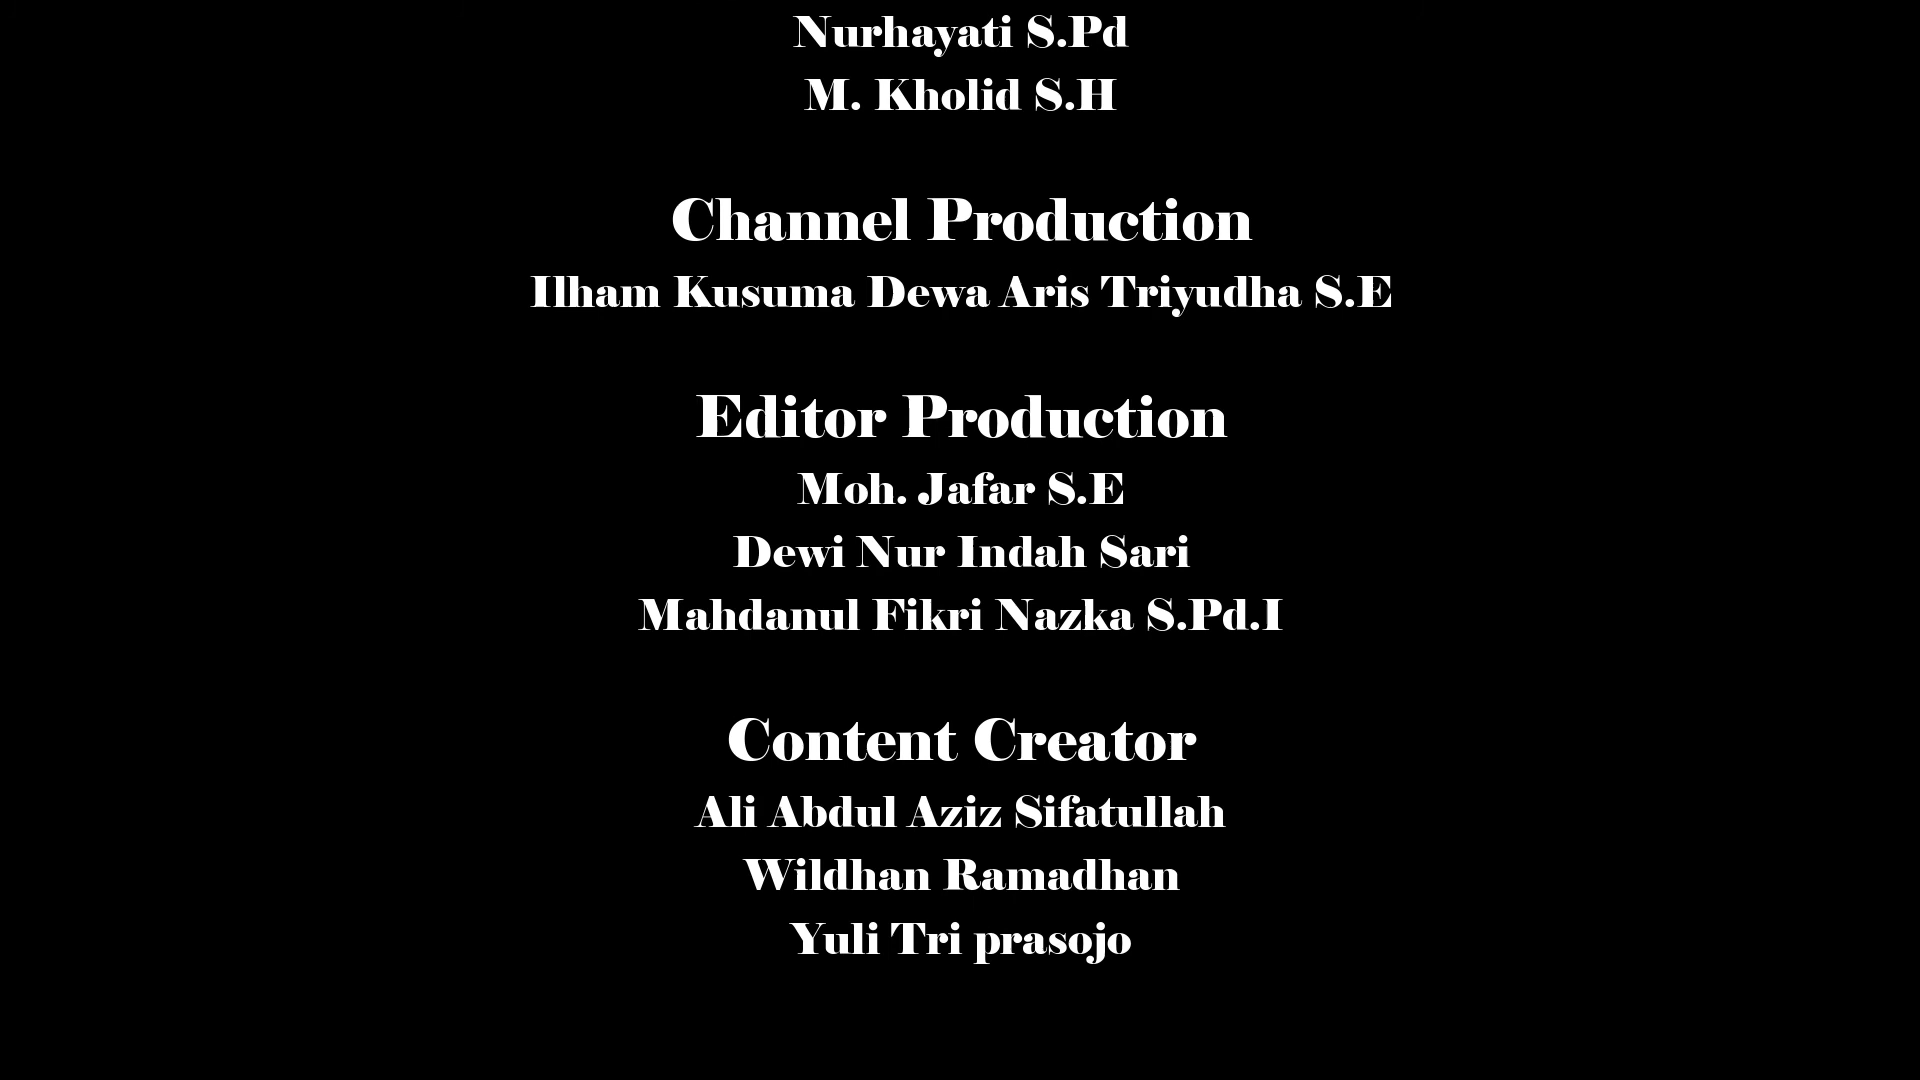 Nurhayati S.Pd
M. Kholid S.H
Channel Production
Ilham Kusuma Dewa Aris Triyudha S.E
Editor Production
Moh. Jafar S.E
Dewi Nur Indah Sari
Mahdanul Fikri Nazka S.Pd.I
Content Creator
Ali Abdul Aziz Sifatullah
Wildhan Ramadhan
Yuli Tri prasojo